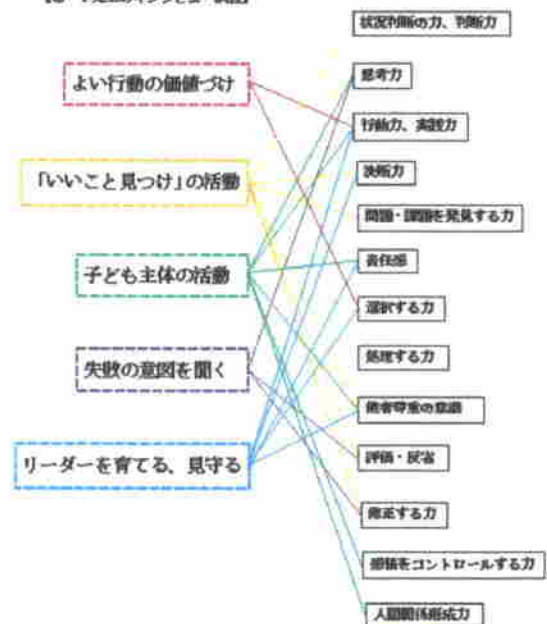 よい行動の価値づけ
「いいこと見つけ」の活動
子ども主体の活動
失敗の意図を聞く
リーダーを育てる、見守る
状況判断の力、判断力
思考力
行動力、実践力
決断力
問題・課題を発見する力
責任感
選択する力
処理する力
他者尊重の意識
評価・反省
修正する力
感情をコントロールする力
人間関係形成力